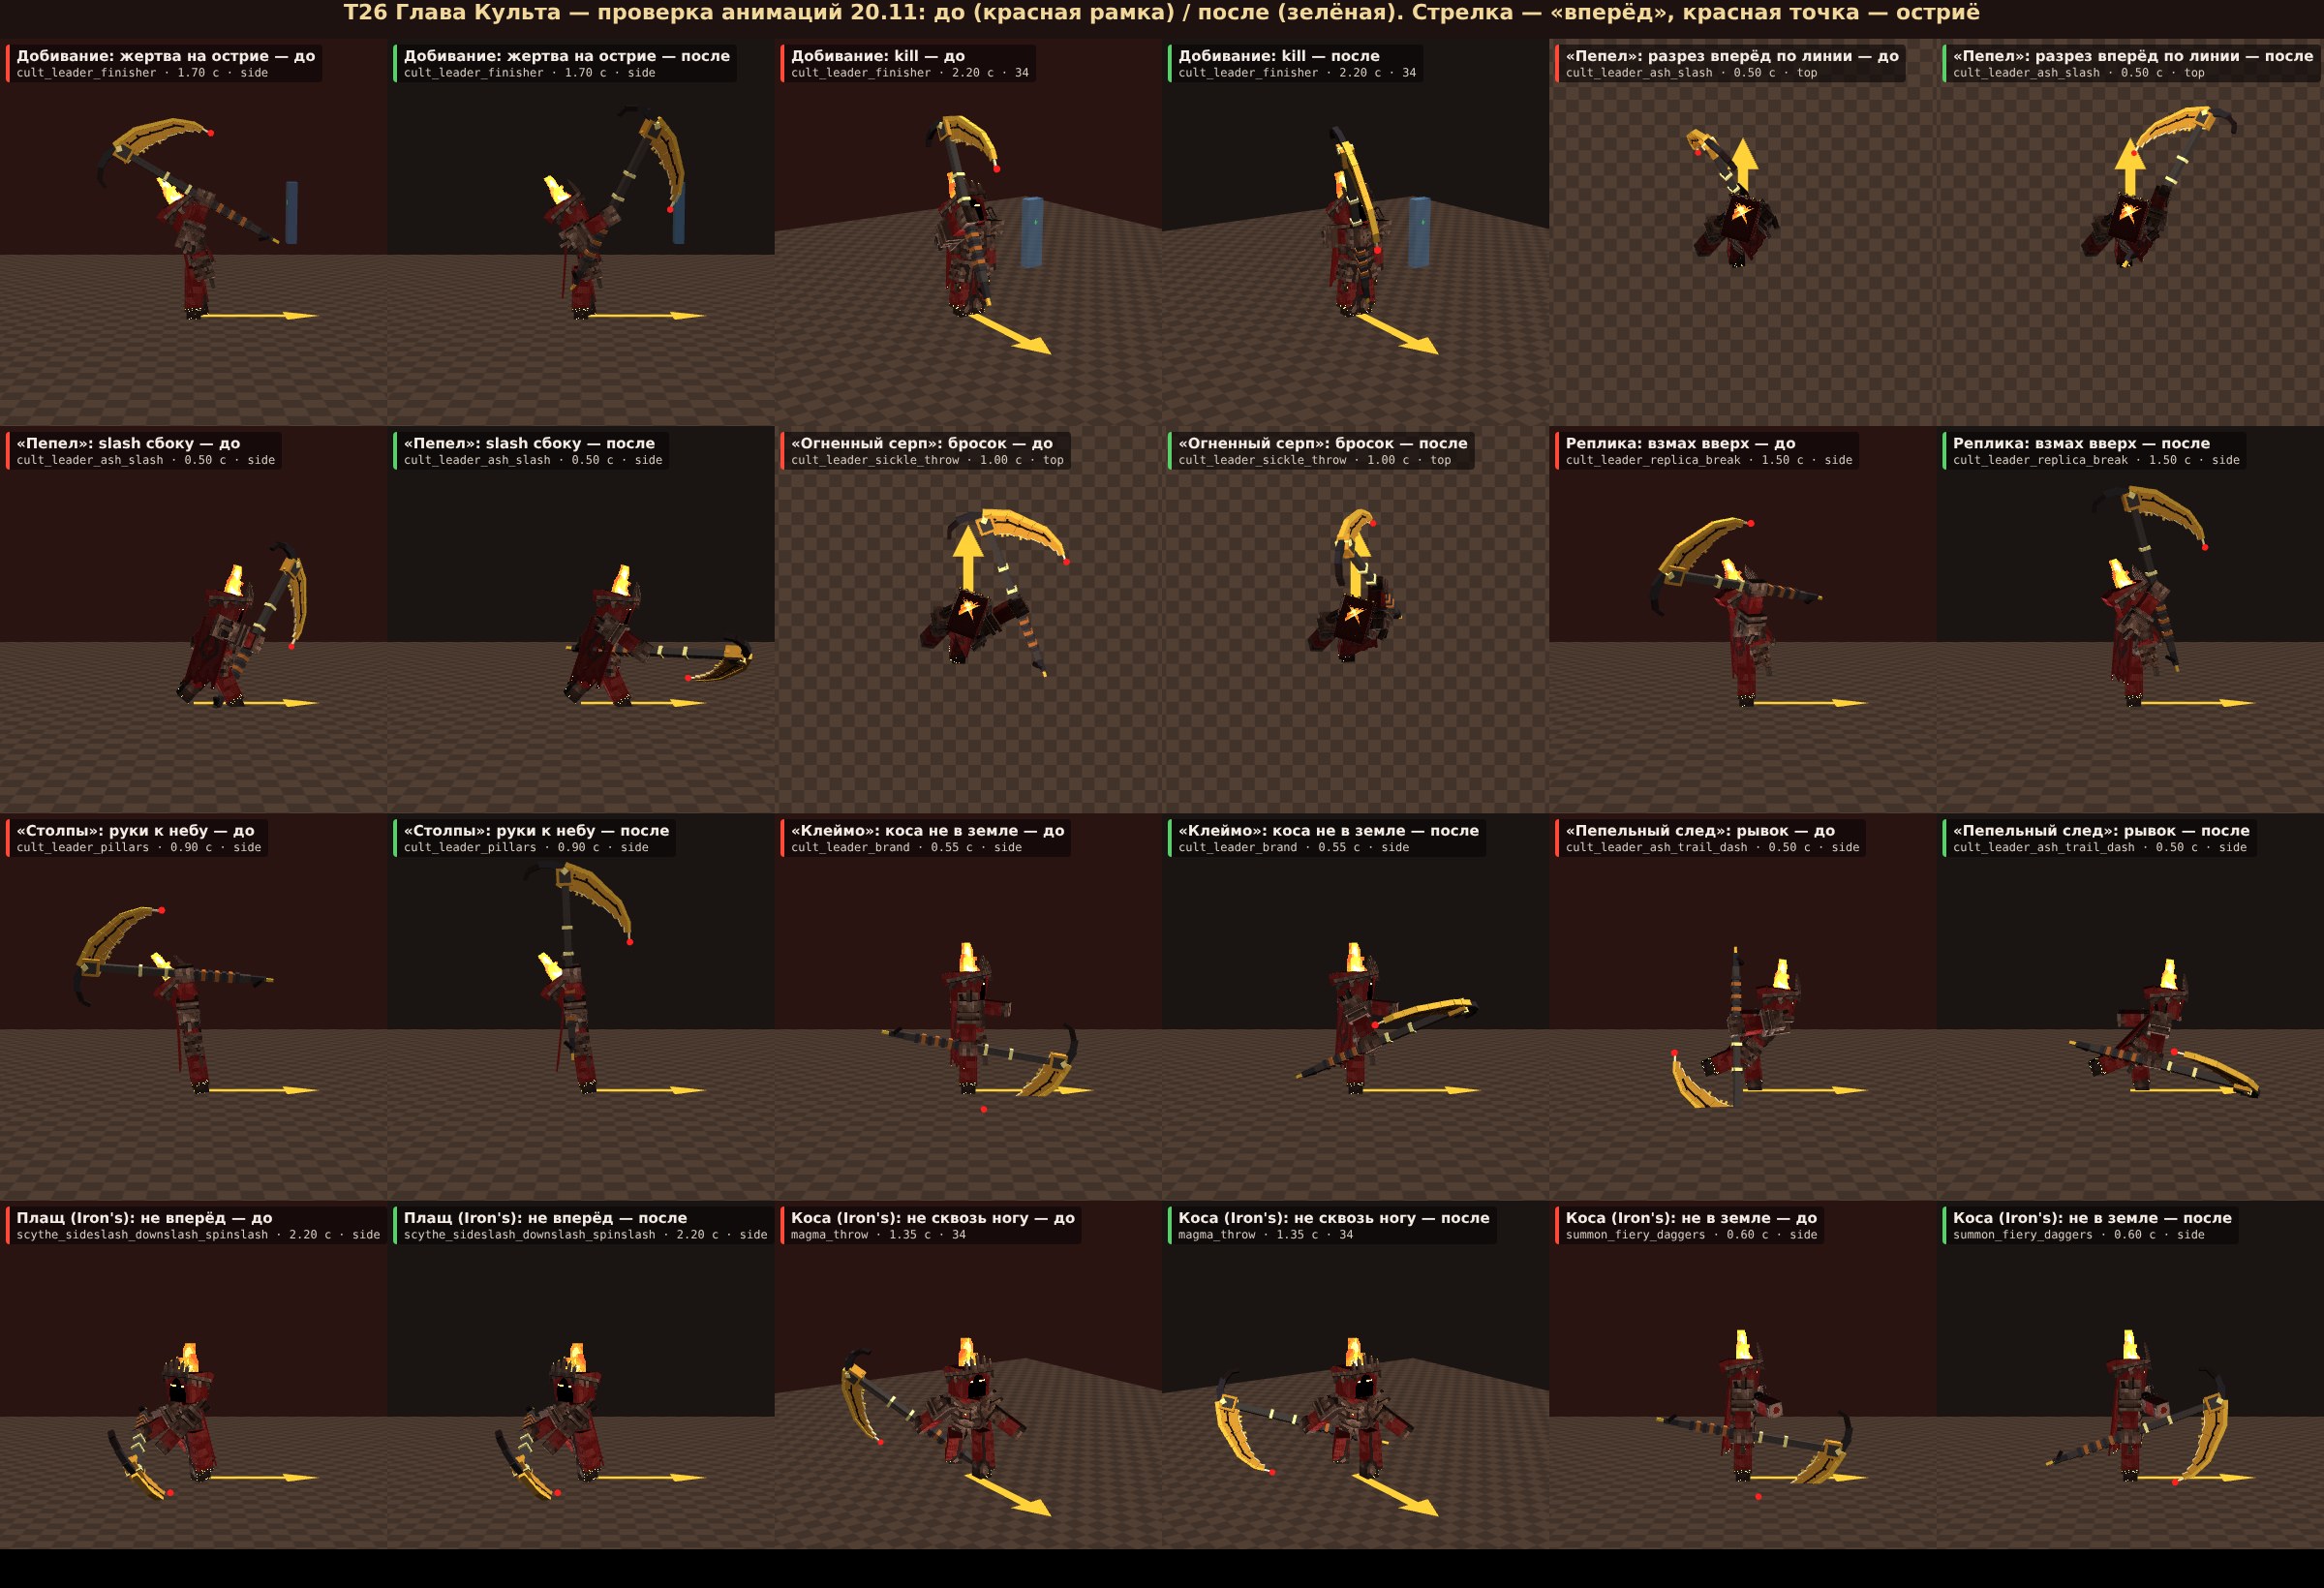 T26 Глава Культа — проверка анимаций 20.11: до (красная рамка) / после (зелёная). Стрелка — «вперёд», красная точка — остриё
Добивание: жертва на острие — до
cult_leader_finisher · 1.70 с · side
Добивание: жертва на острие — после
cult_leader_finisher · 1.70 с · side
Добивание: kill — до
cult_leader_finisher · 2.20 с · 34
Добивание: kill — после
cult_leader_finisher · 2.20 с · 34
«Пепел»: разрез вперёд по линии — до
cult_leader_ash_slash · 0.50 с · top
«Пепел»: разрез вперёд по линии — после
cult_leader_ash_slash · 0.50 с · top
«Пепел»: slash сбоку — до
cult_leader_ash_slash · 0.50 с · side
«Пепел»: slash сбоку — после
cult_leader_ash_slash · 0.50 с · side
«Огненный серп»: бросок — до
cult_leader_sickle_throw · 1.00 с · top
«Огненный серп»: бросок — после
cult_leader_sickle_throw · 1.00 с · top
Реплика: взмах вверх — до
cult_leader_replica_break · 1.50 с · side
Реплика: взмах вверх — после
cult_leader_replica_break · 1.50 с · side
«Столпы»: руки к небу — до
cult_leader_pillars · 0.90 с · side
«Столпы»: руки к небу — после
cult_leader_pillars · 0.90 с · side
«Клеймо»: коса не в земле — до
cult_leader_brand · 0.55 с · side
«Клеймо»: коса не в земле — после
cult_leader_brand · 0.55 с · side
«Пепельный след»: рывок — до
cult_leader_ash_trail_dash · 0.50 с · side
«Пепельный след»: рывок — после
cult_leader_ash_trail_dash · 0.50 с · side
Плащ (Iron's): не вперёд — до
scythe_sideslash_downslash_spinslash · 2.20 с · side
Плащ (Iron's): не вперёд — после
scythe_sideslash_downslash_spinslash · 2.20 с · side
Коса (Iron's): не сквозь ногу — до
magma_throw · 1.35 с · 34
Коса (Iron's): не сквозь ногу — после
magma_throw · 1.35 с · 34
Коса (Iron's): не в земле — до
summon_fiery_daggers · 0.60 с · side
Коса (Iron's): не в земле — после
summon_fiery_daggers · 0.60 с · side